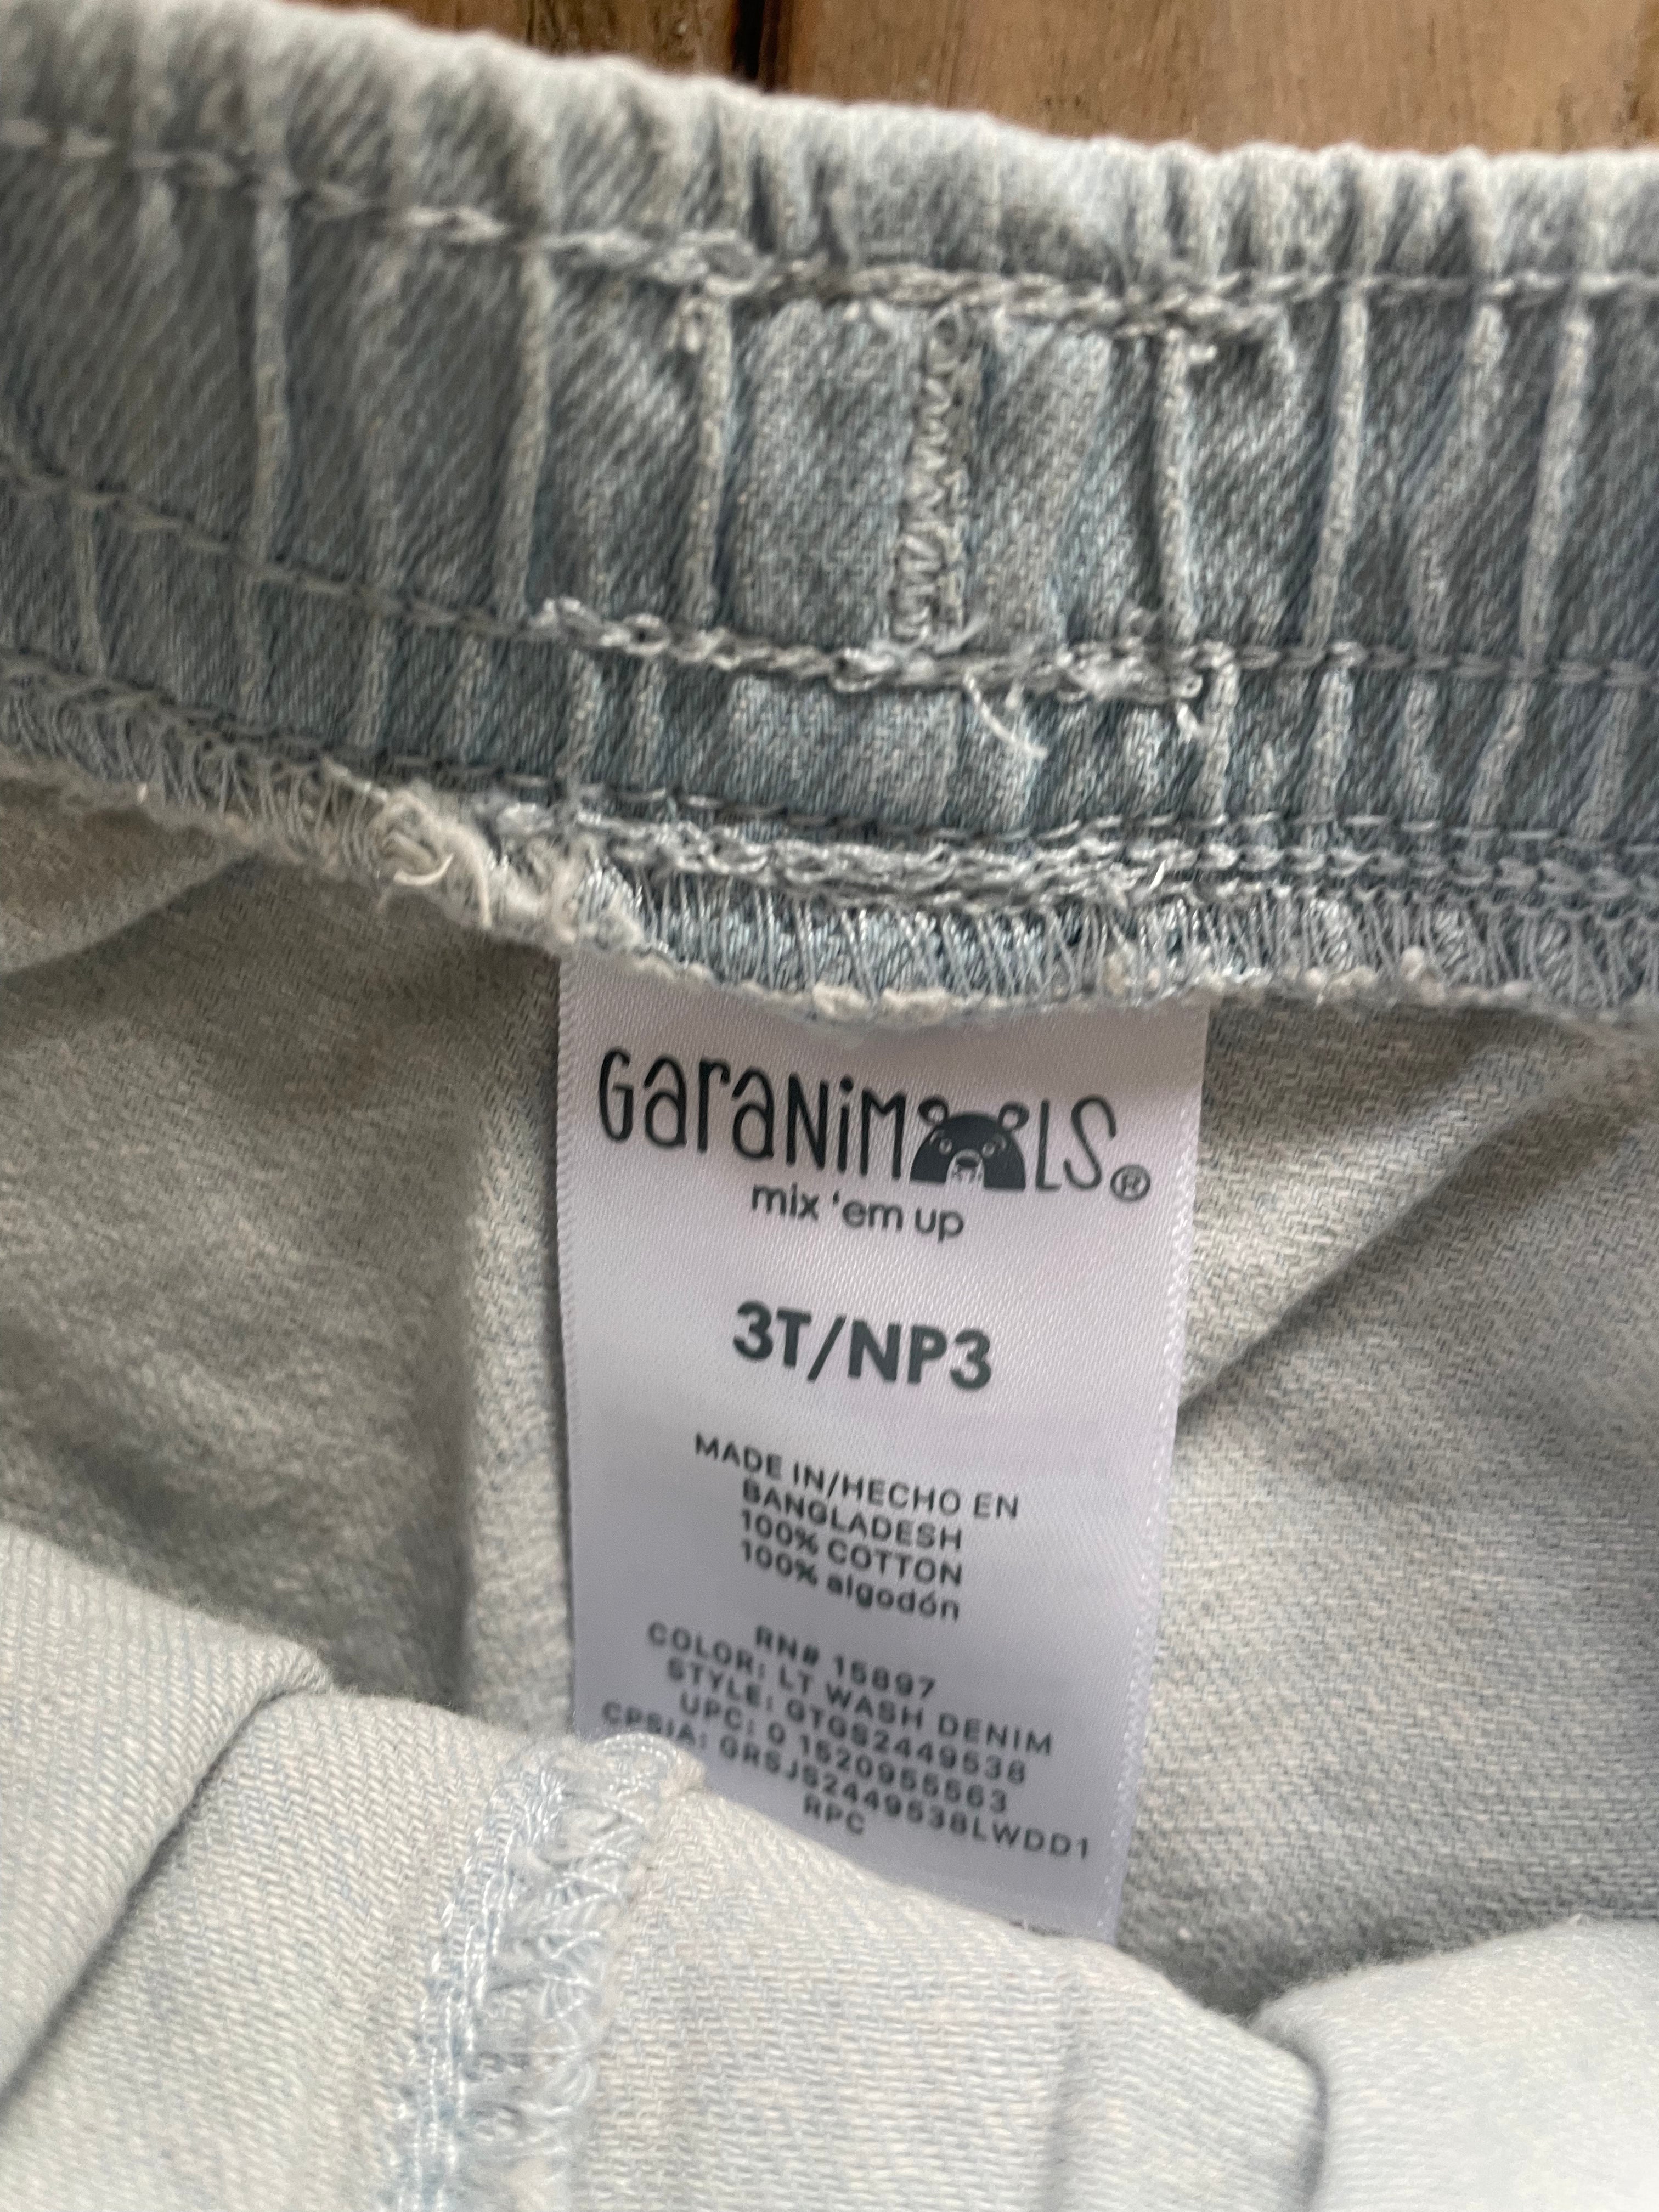 GaraNiMALS®
mix 'em up
3T/NP3
MADE IN/HECHO EN
BANGLADESH
100% COTTON
100% algodón
RN# 15897
COLOR: LT WASH DENIM
STYLE: GTGS2449538
UPC: 0 1520955563
CPSIA: GRSJS2449538LWDD1
RPC